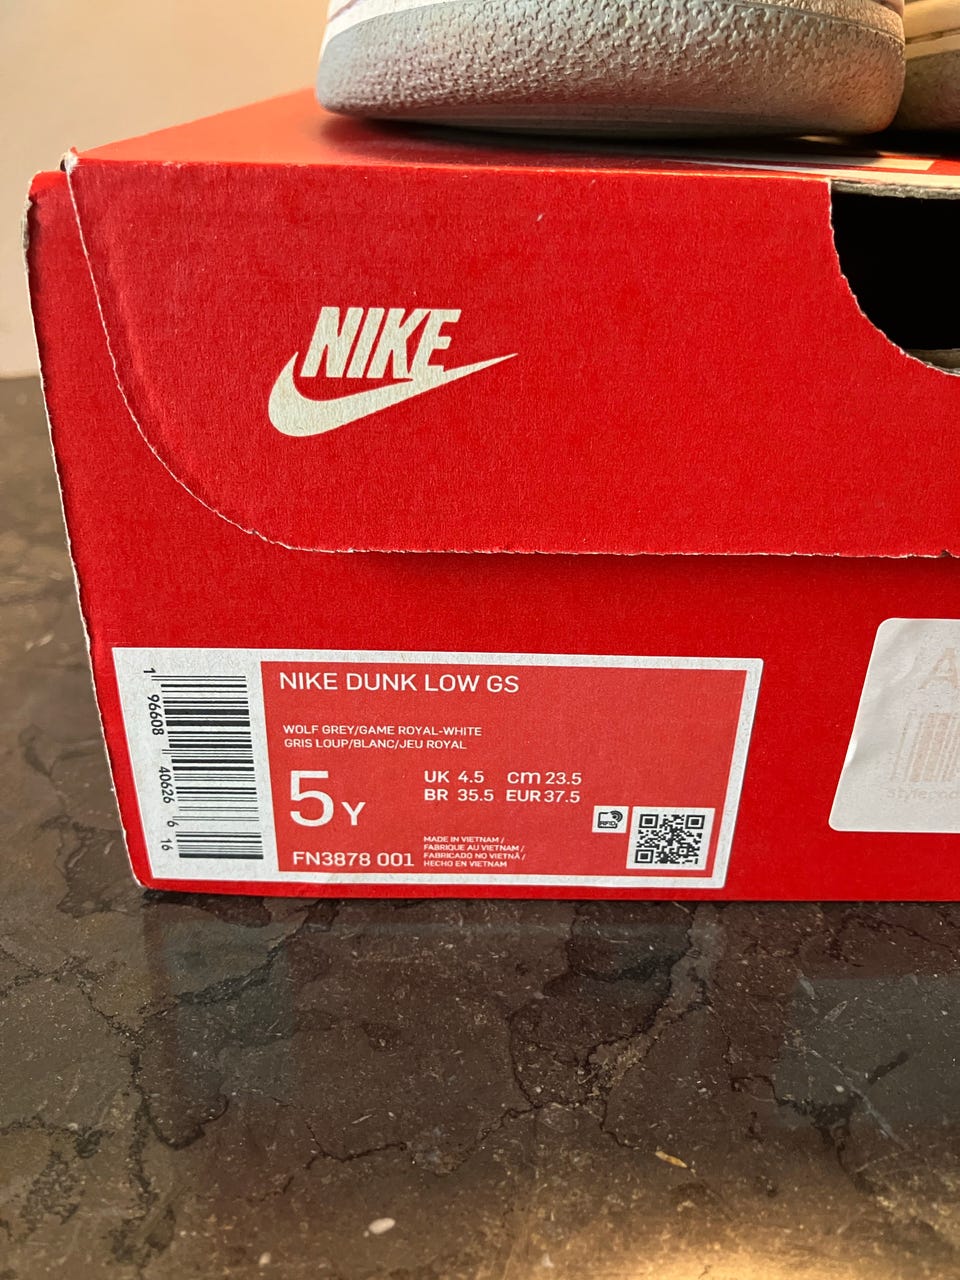 NIKE
NIKE DUNK LOW GS
WOLF GREY/GAME ROYAL-WHITE
GRIS LOUP/BLANC/JEU ROYAL
5Y
UK 4.5 cm 23.5
BR 35.5 EUR 37.5
RFID
FN3878 001
MADE IN VIETNAM /
FABRIQUE AU VIETNAM /
FABRICADO NO VIETNÃ /
HECHO EN VIETNAM
1 96608 40626 6 16
A